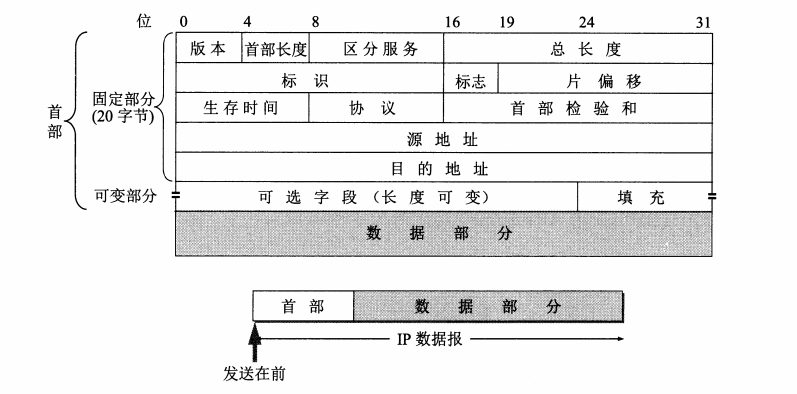 位 0 4 8 16 19 24 31
版本 首部长度 区分服务 总长度
标识 标志 片偏移
固定部分
(20 字节)
首部
生存时间 协议 首部检验和
源地址
目的地址
可变部分 可选字段（长度可变） 填充
数据部分
首部 数据部分
IP 数据报
发送在前